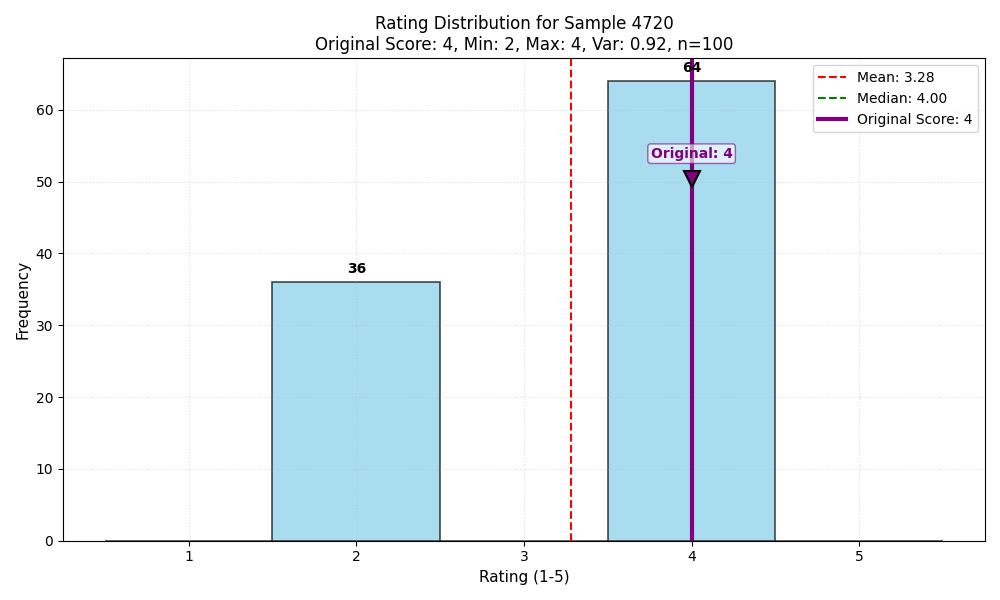 Rating Distribution for Sample 4720
Original Score: 4, Min: 2, Max: 4, Var: 0.92, n=100
Mean: 3.28
Median: 4.00
Original Score: 4
64
Original: 4
36
Frequency
60
50
40
30
20
10
0
1
2
3
4
5
Rating (1-5)